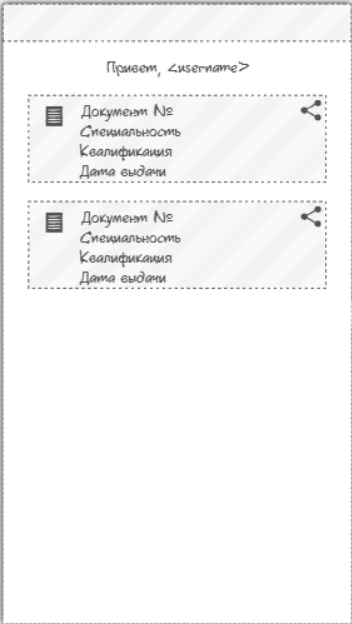 Привет, <username>
Документ №
Специальность
Квалификация
Дата выдачи
Документ №
Специальность
Квалификация
Дата выдачи